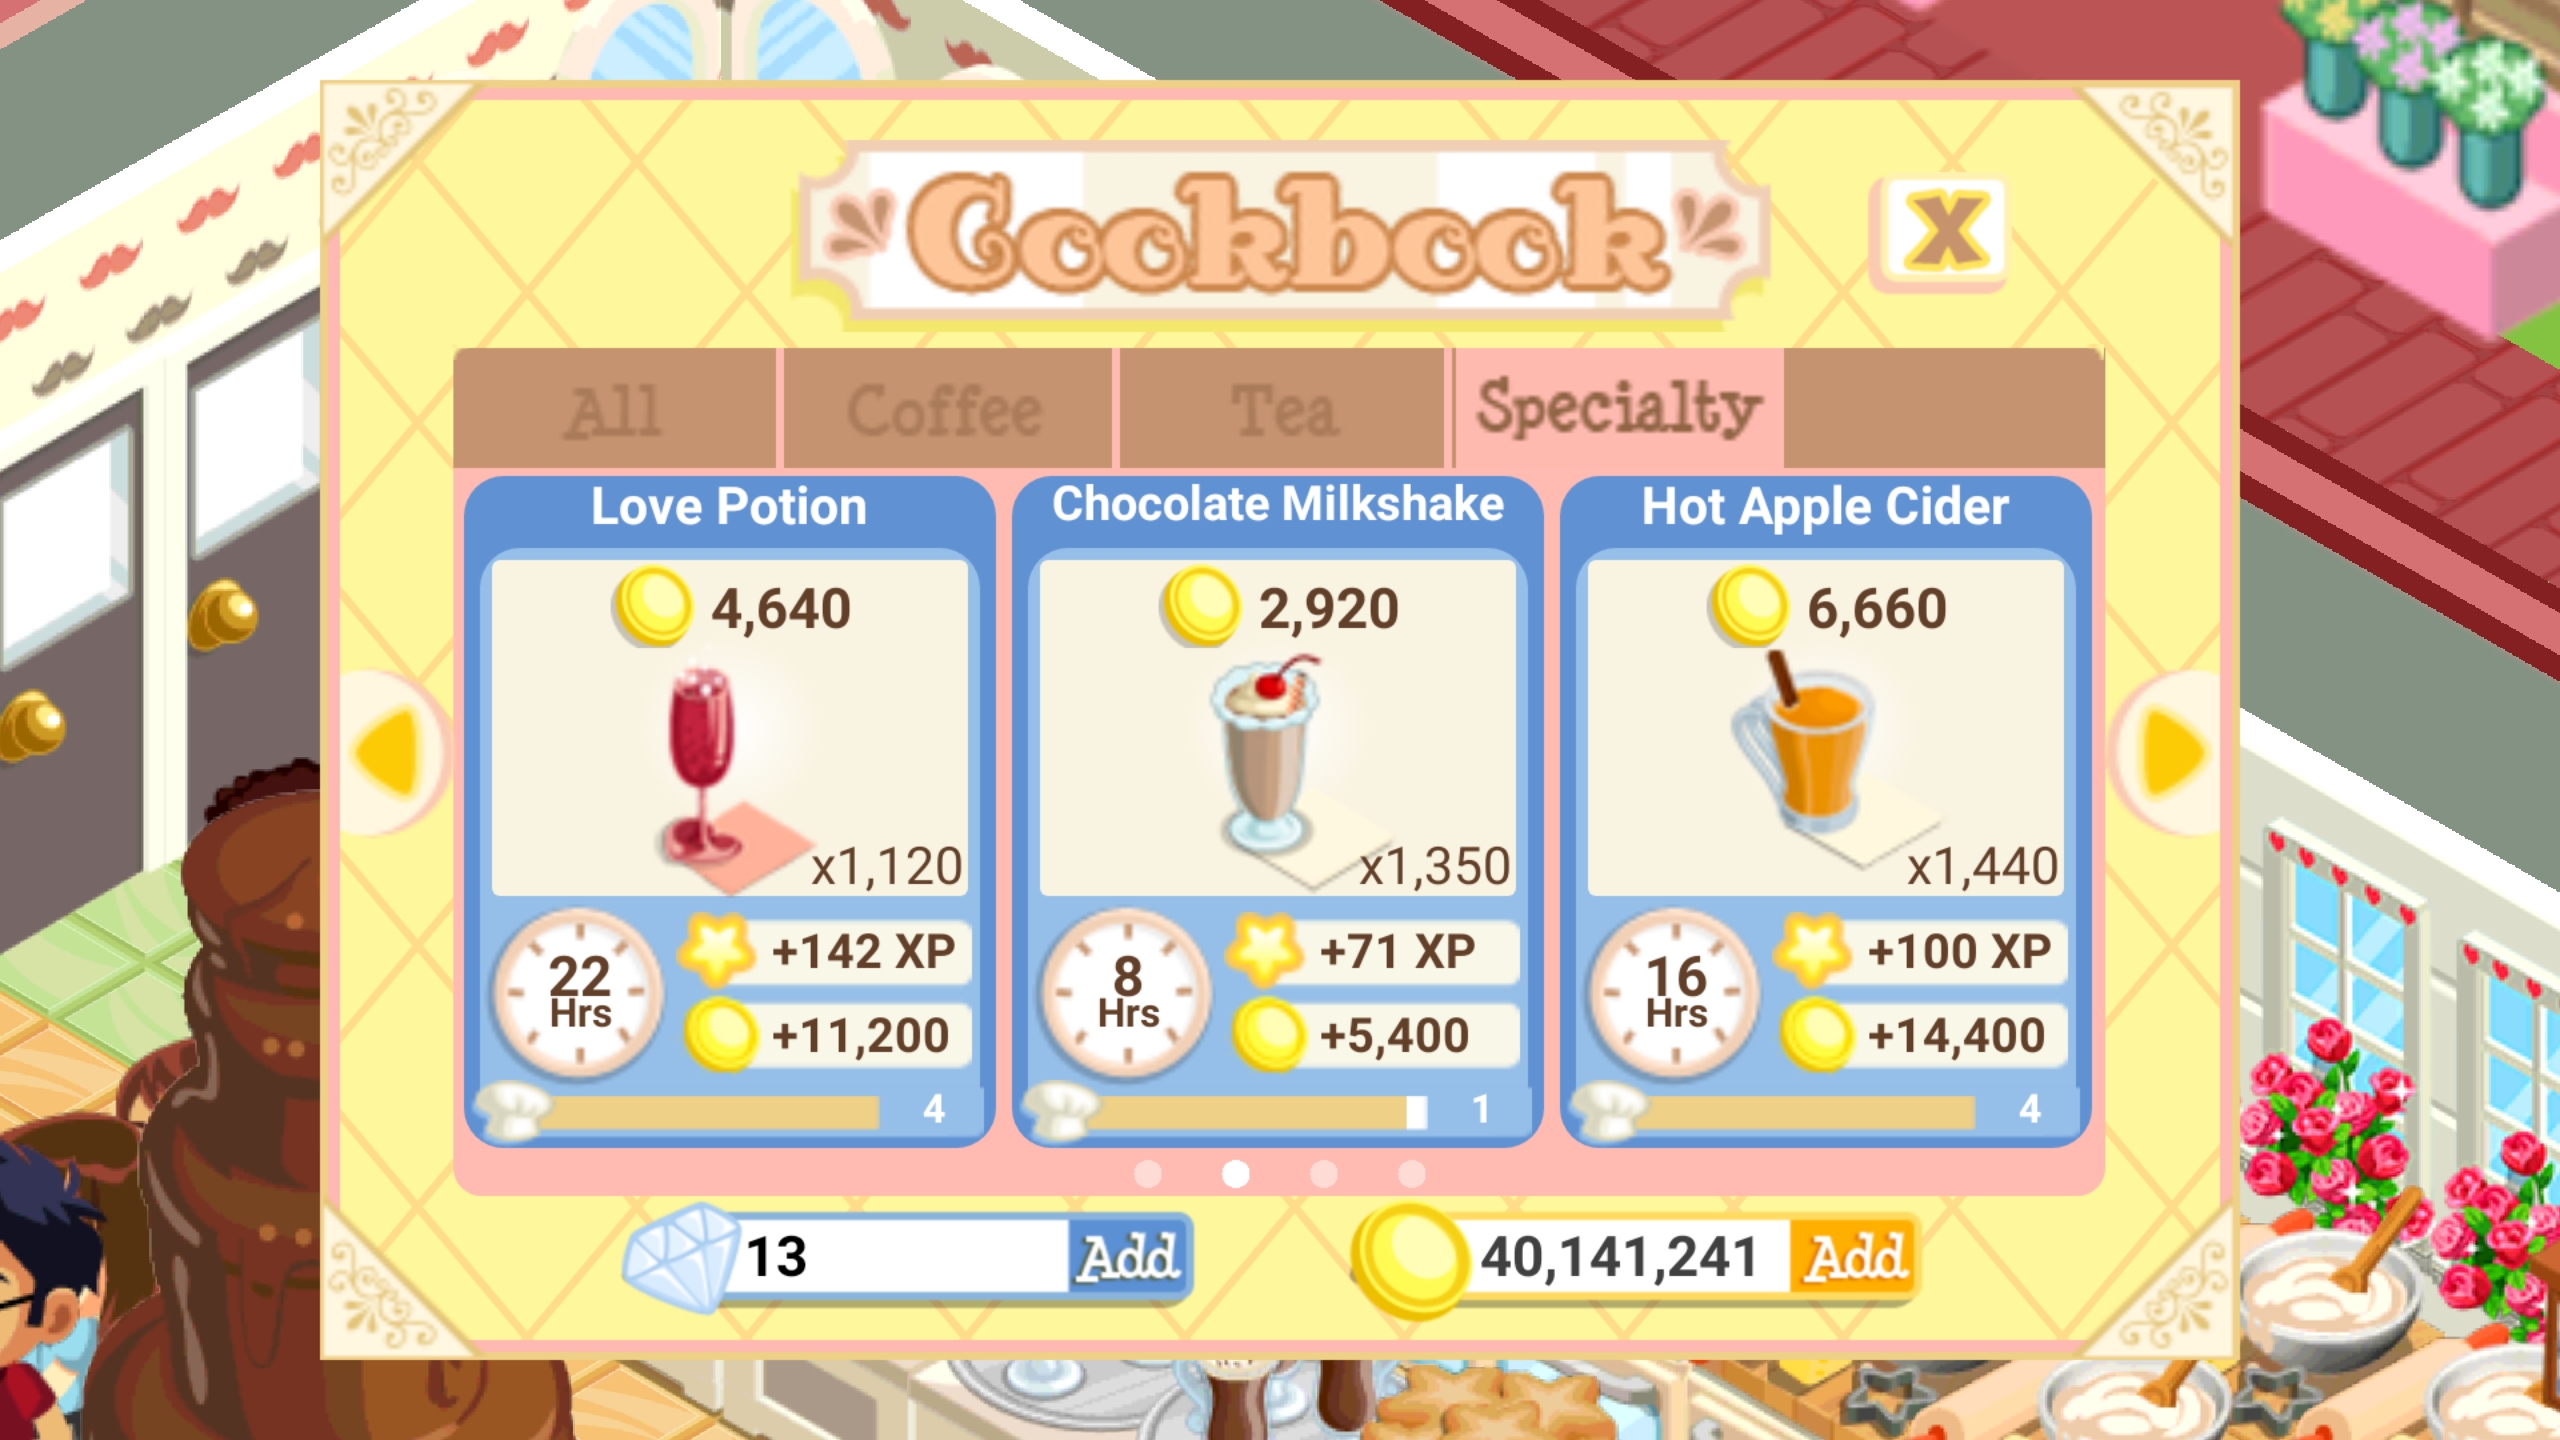 Cookbook
X
All
Coffee
Tea
Specialty
Love Potion
4,640
x1,120
22
Hrs
+142 XP
+11,200
4
Chocolate Milkshake
2,920
x1,350
8
Hrs
+71 XP
+5,400
1
Hot Apple Cider
6,660
x1,440
16
Hrs
+100 XP
+14,400
4
13
Add
40,141,241
Add